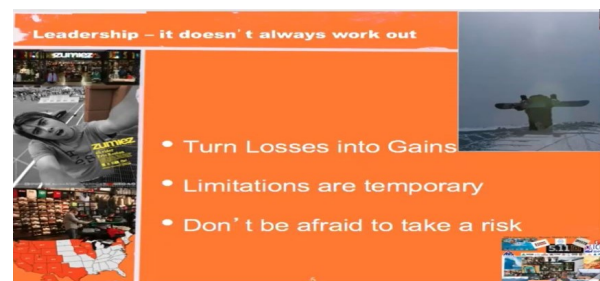 Leadership – it doesn't always work out
zumiez
zumiez
• Turn Losses into Gains
• Limitations are temporary
• Don't be afraid to take a risk